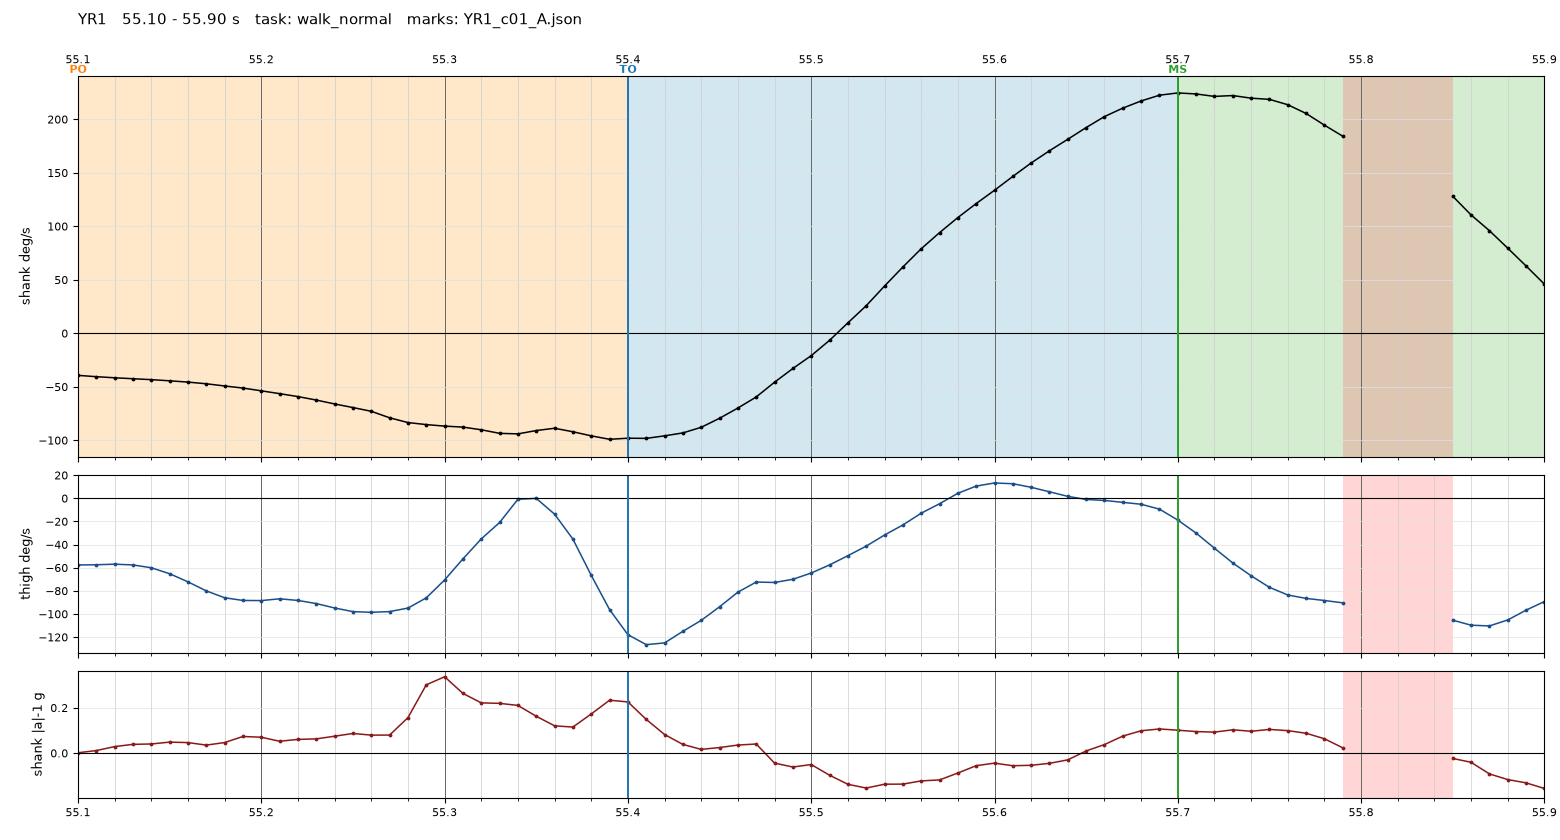 YR1   55.10 - 55.90 s   task: walk_normal   marks: YR1_c01_A.json
55.1 55.2 55.3 55.4 55.5 55.6 55.7 55.8 55.9
PO TO MS
shank deg/s
200
150
100
50
0
−50
−100
thigh deg/s
20
0
−20
−40
−60
−80
−100
−120
shank |a|-1 g
0.2
0.0
55.1 55.2 55.3 55.4 55.5 55.6 55.7 55.8 55.9